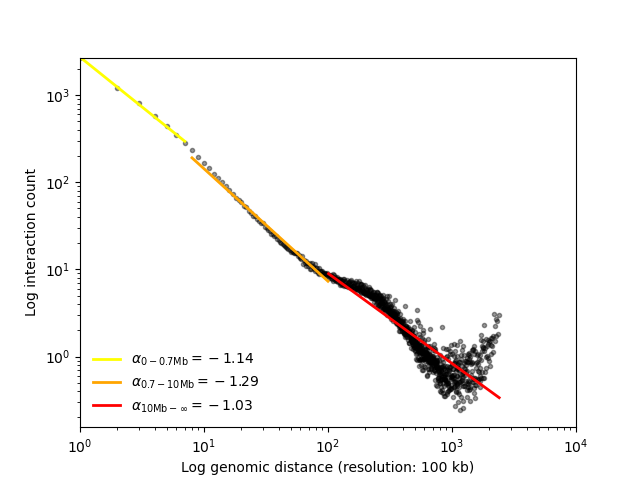 10³
10²
10¹
10⁰
Log interaction count
α₀₋₀.₇Mb = −1.14
α₀.₇₋₁₀Mb = −1.29
α₁₀Mb₋∞ = −1.03
10⁰ 10¹ 10² 10³ 10⁴
Log genomic distance (resolution: 100 kb)